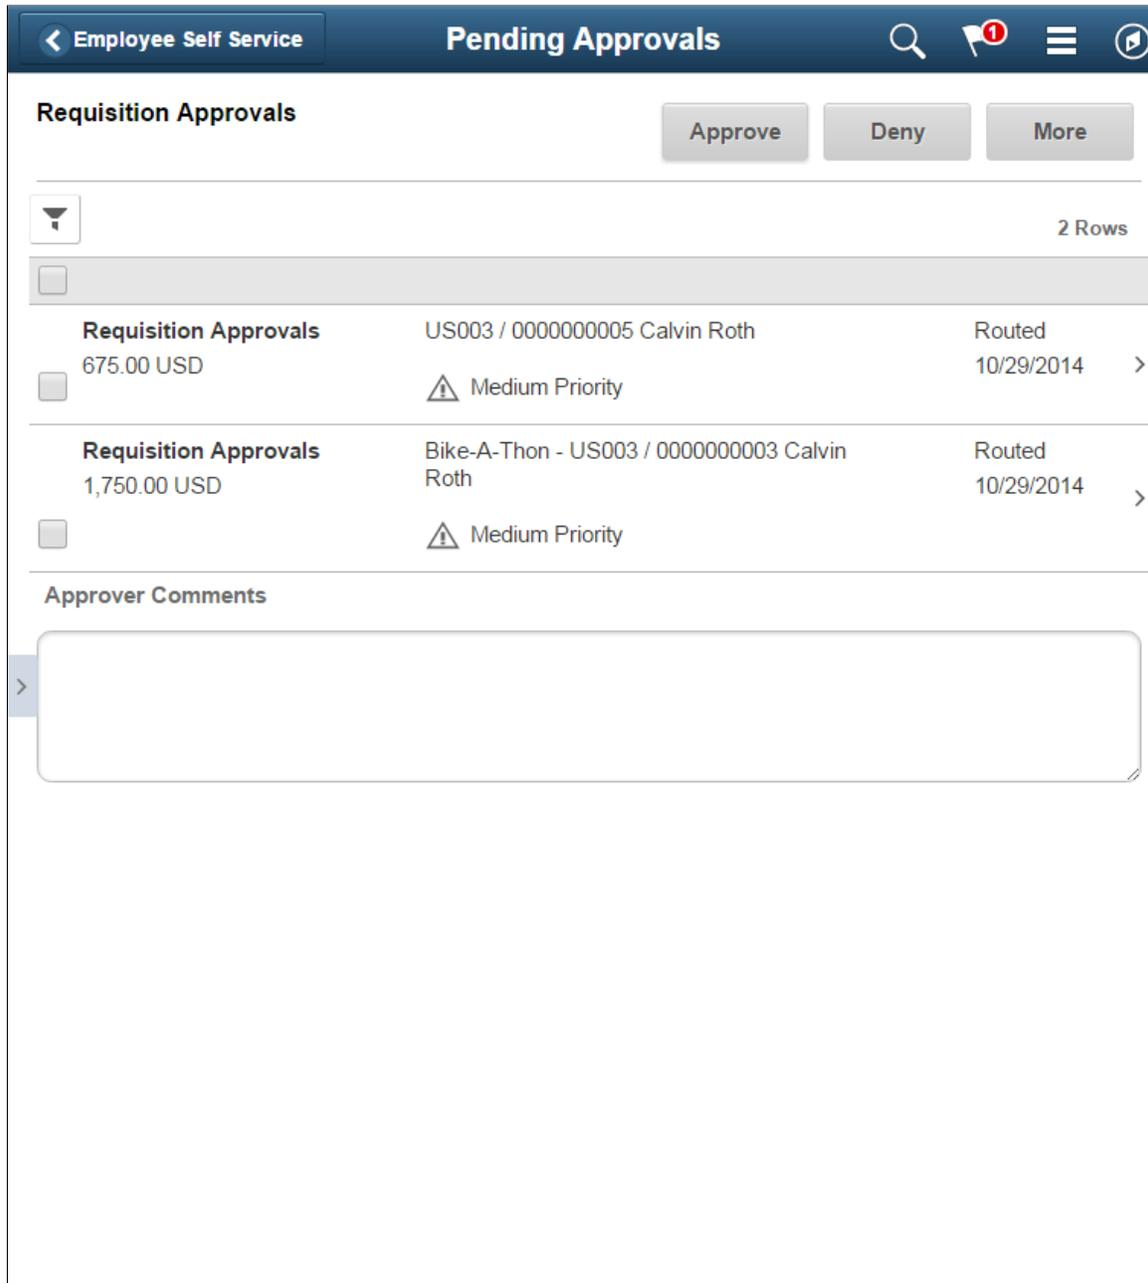 Employee Self Service
Pending Approvals
1
Requisition Approvals
Approve
Deny
More
2 Rows
Requisition Approvals
US003 / 0000000005 Calvin Roth
Routed
675.00 USD
10/29/2014
Medium Priority
Requisition Approvals
Bike-A-Thon - US003 / 0000000003 Calvin
Roth
Routed
1,750.00 USD
10/29/2014
Medium Priority
Approver Comments